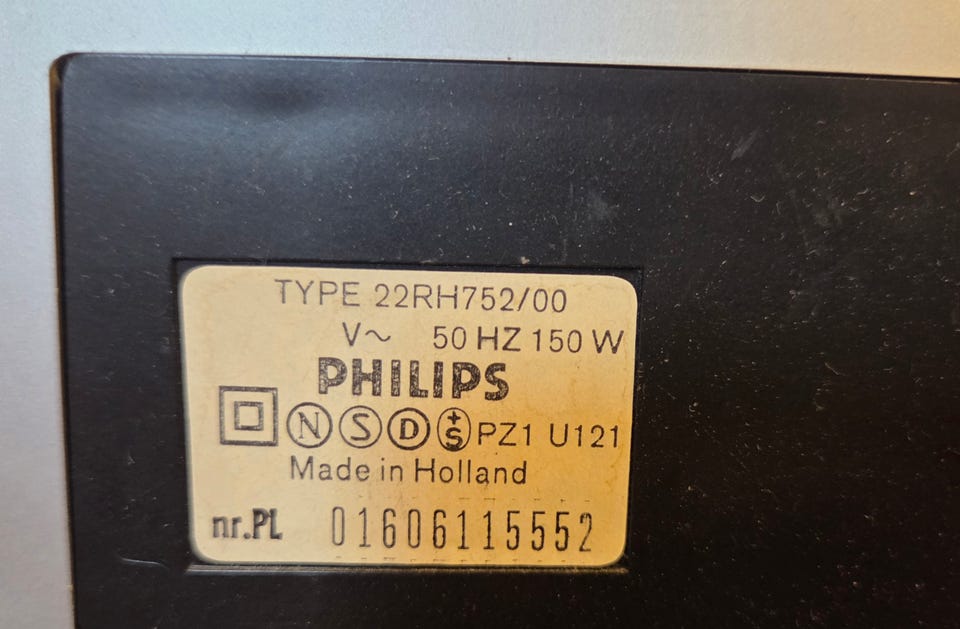 TYPE 22RH752/00
V~ 50 HZ 150 W
PHILIPS
N S D +S PZ1 U121
Made in Holland
nr.PL 01606115552